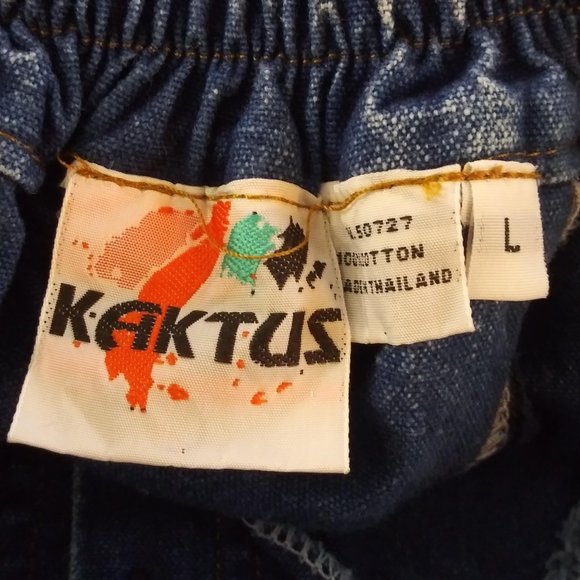 KAKTUS
50727
COTTON
THAILAND
L